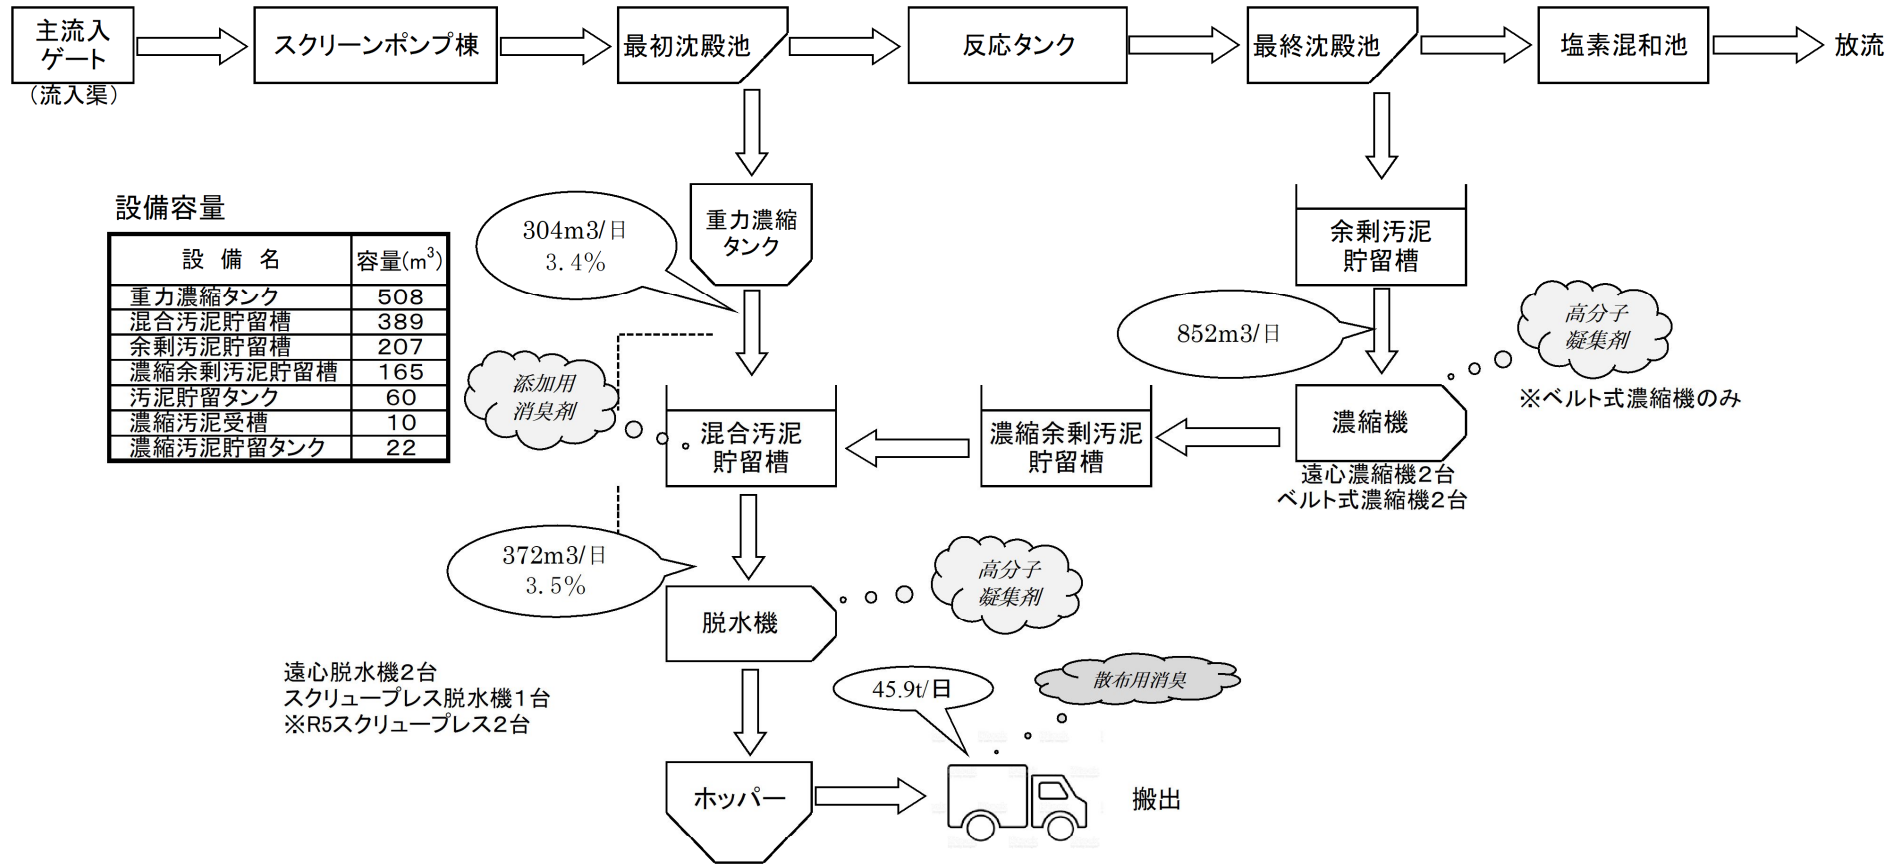 主流入
ゲート
(流入渠)
スクリーンポンプ棟
最初沈殿池
反応タンク
最終沈殿池
塩素混和池
放流
設備容量
設 備 名 容量(m³)
重力濃縮タンク 508
混合汚泥貯留槽 389
余剰汚泥貯留槽 207
濃縮余剰汚泥貯留槽 165
汚泥貯留タンク 60
濃縮汚泥受槽 10
濃縮汚泥貯留タンク 22
304m3/日
3.4%
重力濃縮
タンク
余剰汚泥
貯留槽
852m3/日
高分子
凝集剤
※ベルト式濃縮機のみ
添加用
消臭剤
混合汚泥
貯留槽
濃縮余剰汚泥
貯留槽
濃縮機
遠心濃縮機2台
ベルト式濃縮機2台
372m3/日
3.5%
脱水機
高分子
凝集剤
遠心脱水機2台
スクリュープレス脱水機1台
※R5スクリュープレス2台
45.9t/日
散布用消臭
ホッパー
搬出